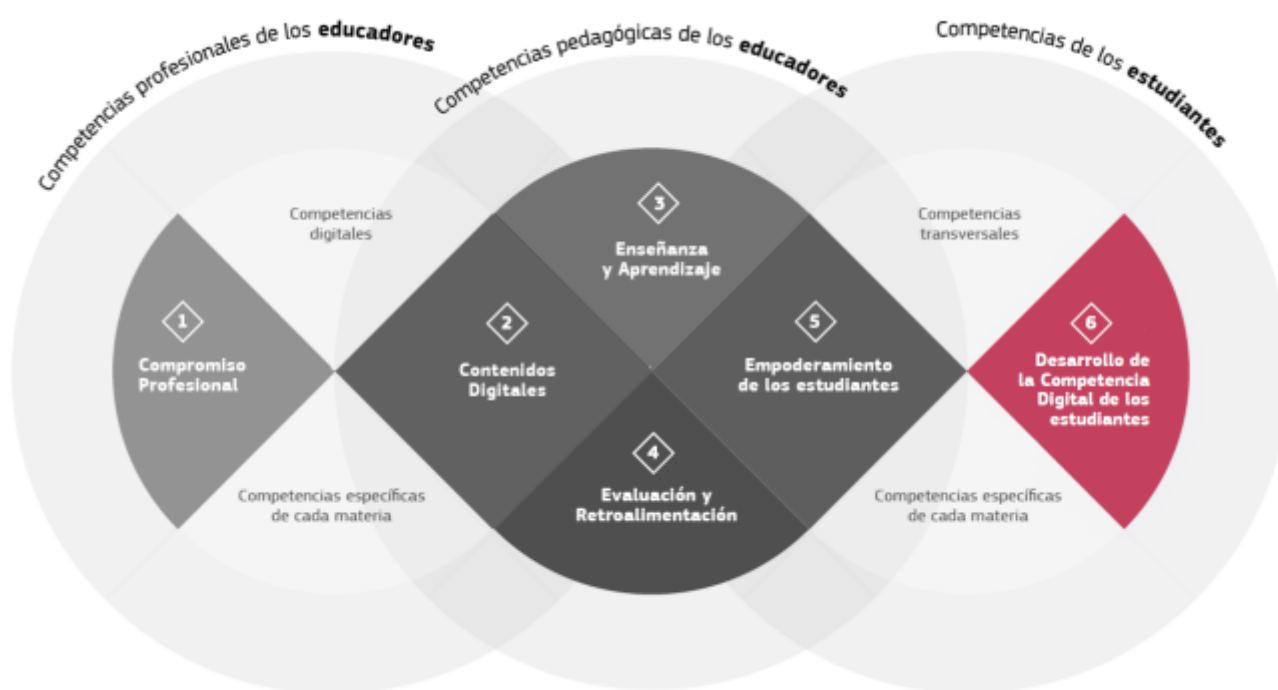 Competencias profesionales de los educadores
Competencias pedagógicas de los educadores
Competencias de los estudiantes
Competencias
digitales
Competencias
transversales
3
Enseñanza
y Aprendizaje
1
Compromiso
Profesional
2
Contenidos
Digitales
5
Empoderamiento
de los estudiantes
6
Desarrollo de
la Competencia
Digital de los
estudiantes
4
Evaluación y
Retroalimentación
Competencias específicas
de cada materia
Competencias específicas
de cada materia